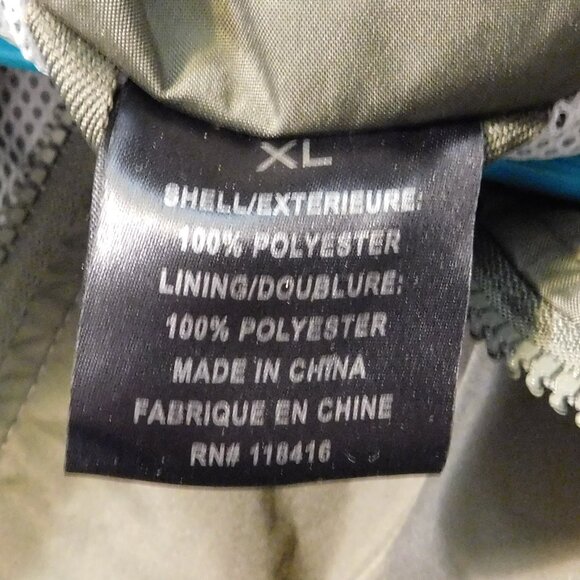 XL
SHELL/EXTERIEURE:
100% POLYESTER
LINING/DOUBLURE:
100% POLYESTER
MADE IN CHINA
FABRIQUE EN CHINE
RN# 118416